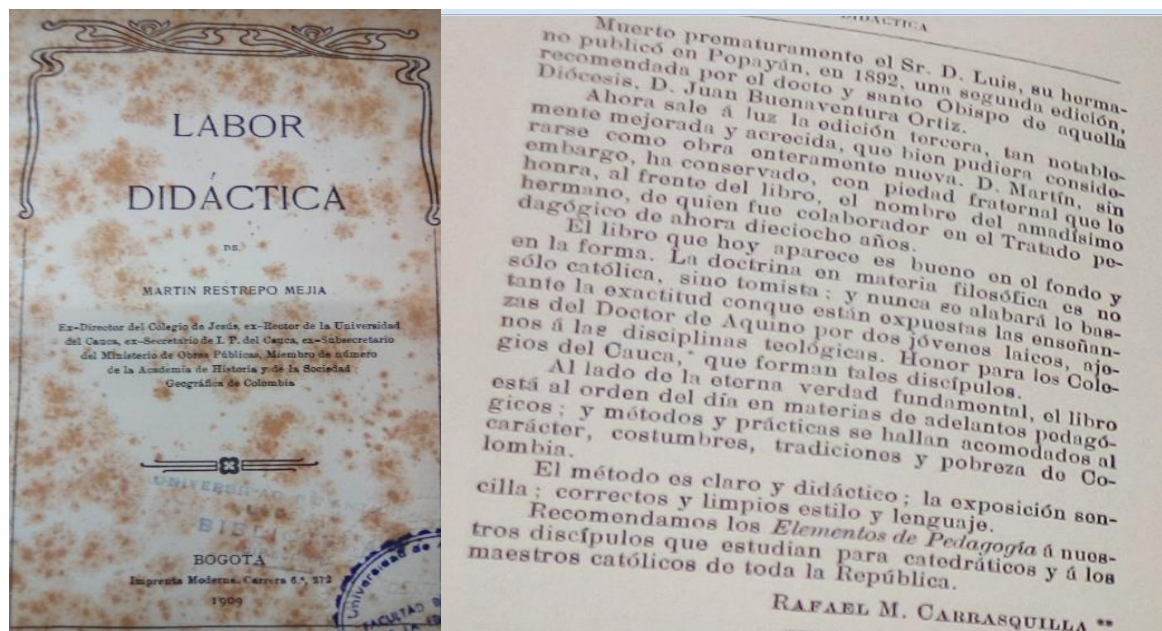 LABOR
DIDÁCTICA
DE
MARTIN RESTREPO MEJIA
Ex-Director del Colegio de Jesús, ex-Rector de la Universidad
del Cauca, ex-Secretario de I. P. del Cauca, ex-Subsecretario
del Ministerio de Obras Públicas, Miembro de número
de la Academia de Historia y de la Sociedad
Geográfica de Colombia
BOGOTA
Imprenta Moderna. Carrera 6.ª, 272
1909
Universidad de
FACULTAD
DIDÁCTICA
Muerto prematuramente el Sr. D. Luis, su herma-
no publicó en Popayán, en 1892, una segunda edición,
recomendada por el docto y santo Obispo de aquella
Diócesis, D. Juan Buenaventura Ortiz.
Ahora sale á luz la edición tercera, tan notable-
mente mejorada y acrecida, que bien pudiera conside-
rarse como obra enteramente nueva. D. Martín, sin
embargo, ha conservado, con piedad fraternal que le
honra, al frente del libro, el nombre del amadísimo
hermano, de quien fue colaborador en el Tratado pe-
dagógico de ahora dieciocho años.
El libro que hoy aparece es bueno en el fondo y
en la forma. La doctrina en materia filosófica es no
sólo católica, sino tomista; y nunca se alabará lo bas-
tante la exactitud conque están expuestas las enseñan-
zas del Doctor de Aquino por dos jóvenes laicos, aje-
nos á las disciplinas teológicas. Honor para los Cole-
gios del Cauca,* que forman tales discípulos.
Al lado de la eterna verdad fundamental, el libro
está al orden del día en materias de adelantos pedagó-
gicos; y métodos y prácticas se hallan acomodados al
carácter, costumbres, tradiciones y pobreza de Co-
lombia.
El método es claro y didáctico; la exposición sen-
cilla; correctos y limpios estilo y lenguaje.
Recomendamos los Elementos de Pedagogía á nues-
tros discípulos que estudian para catedráticos y á los
maestros católicos de toda la República.
RAFAEL M. CARRASQUILLA **